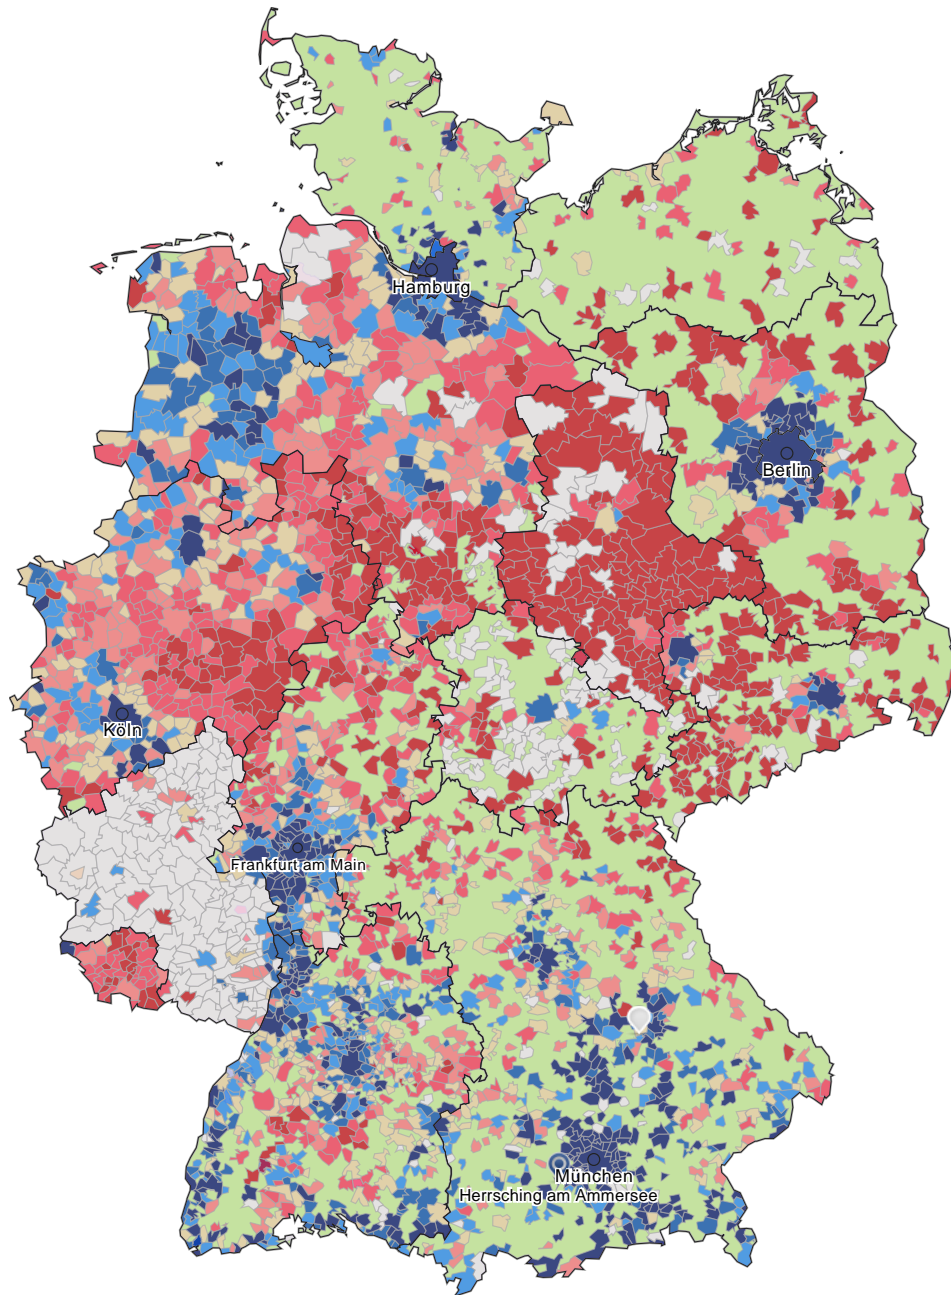 Hamburg
Berlin
Köln
Frankfurt am Main
München
Herrsching am Ammersee